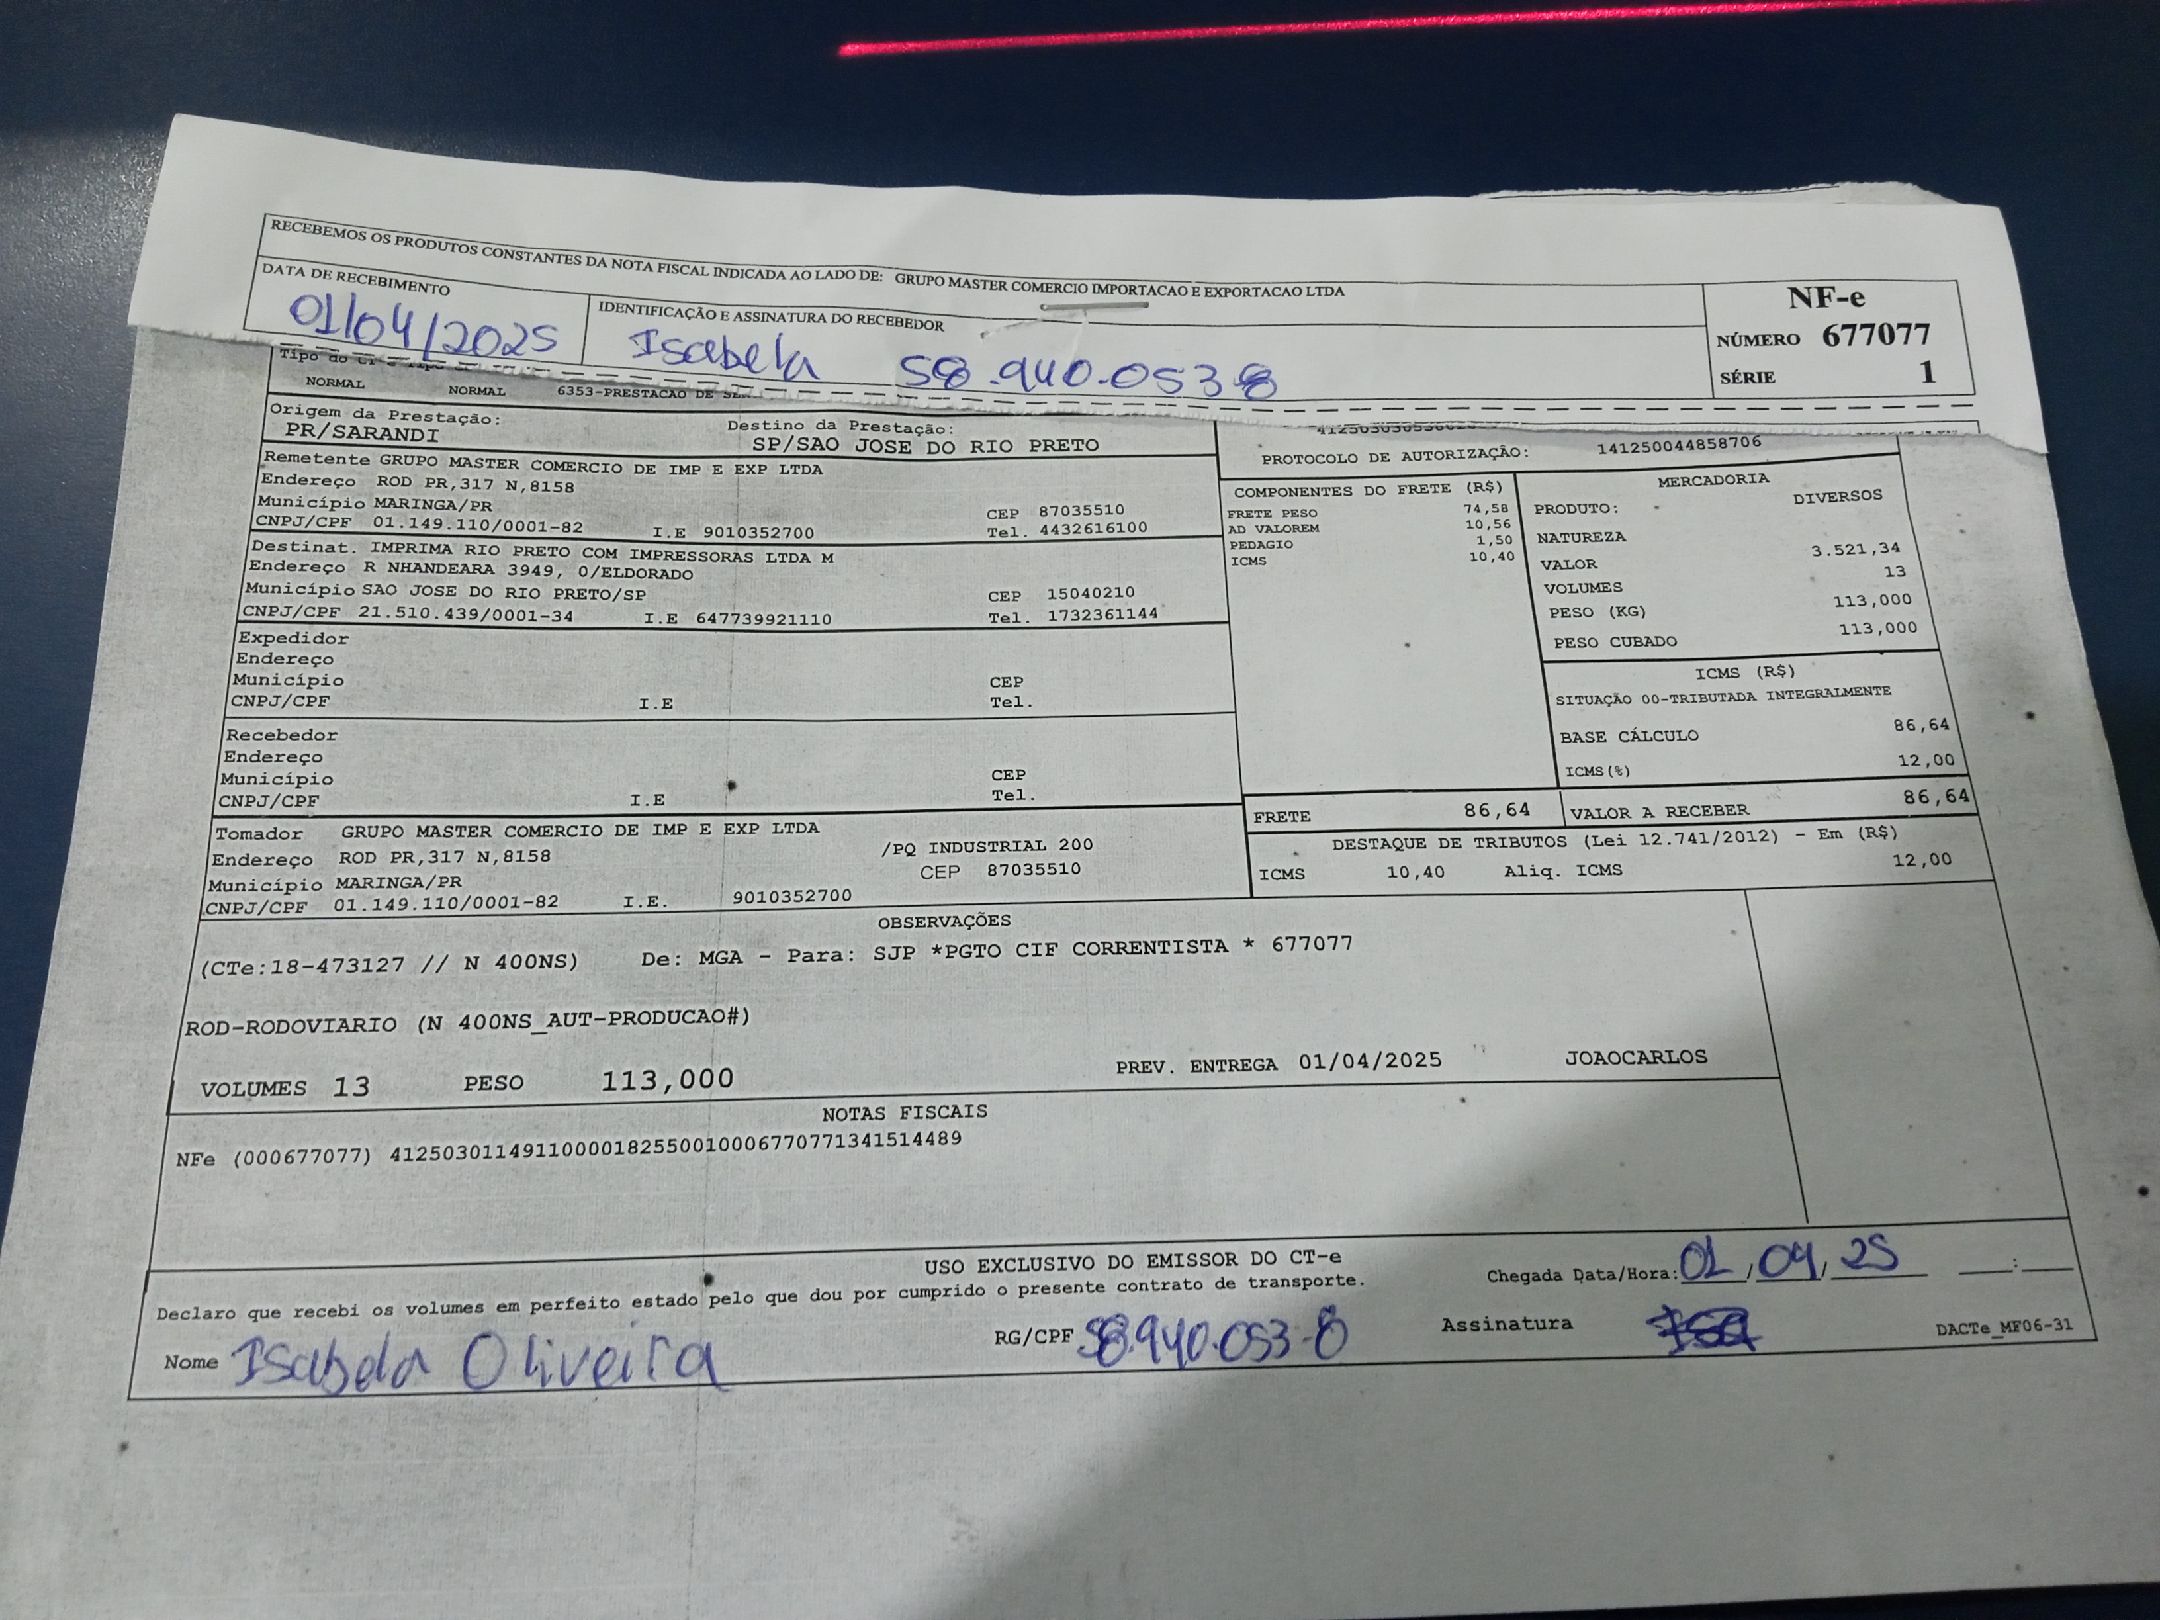 RECEBEMOS OS PRODUTOS CONSTANTES DA NOTA FISCAL INDICADA AO LADO DE: GRUPO MASTER COMERCIO IMPORTACAO E EXPORTACAO LTDA
DATA DE RECEBIMENTO
01/04/2025
IDENTIFICAÇÃO E ASSINATURA DO RECEBEDOR
Isabela 58.940.053-8
NF-e
NÚMERO 677077
SÉRIE 1
Tipo do
NORMAL NORMAL 6353-PRESTACAO DE
Origem da Prestação:
PR/SARANDI
Destino da Prestação:
SP/SAO JOSE DO RIO PRETO
PROTOCOLO DE AUTORIZAÇÃO: 141250044858706
Remetente GRUPO MASTER COMERCIO DE IMP E EXP LTDA
Endereço ROD PR,317 N,8158
Município MARINGA/PR CEP 87035510
CNPJ/CPF 01.149.110/0001-82 I.E 9010352700 Tel. 4432616100
Destinat. IMPRIMA RIO PRETO COM IMPRESSORAS LTDA M
Endereço R NHANDEARA 3949, 0/ELDORADO
Município SAO JOSE DO RIO PRETO/SP CEP 15040210
CNPJ/CPF 21.510.439/0001-34 I.E 647739921110 Tel. 1732361144
Expedidor
Endereço
Município CEP
CNPJ/CPF I.E Tel.
Recebedor
Endereço
Município CEP
CNPJ/CPF I.E Tel.
Tomador GRUPO MASTER COMERCIO DE IMP E EXP LTDA
Endereço ROD PR,317 N,8158 /PQ INDUSTRIAL 200
Município MARINGA/PR CEP 87035510
CNPJ/CPF 01.149.110/0001-82 I.E. 9010352700
COMPONENTES DO FRETE (R$)
FRETE PESO 74,58
AD VALOREM 10,56
PEDAGIO 1,50
ICMS 10,40
MERCADORIA
PRODUTO: DIVERSOS
NATUREZA
VALOR 3.521,34
VOLUMES 13
PESO (KG) 113,000
PESO CUBADO 113,000
ICMS (R$)
SITUAÇÃO 00-TRIBUTADA INTEGRALMENTE
BASE CÁLCULO 86,64
ICMS(%) 12,00
FRETE 86,64 VALOR A RECEBER 86,64
DESTAQUE DE TRIBUTOS (Lei 12.741/2012) - Em (R$)
ICMS 10,40 Aliq. ICMS 12,00
OBSERVAÇÕES
(CTe:18-473127 // N 400NS) De: MGA - Para: SJP *PGTO CIF CORRENTISTA * 677077
ROD-RODOVIARIO (N 400NS_AUT-PRODUCAO#)
VOLUMES 13 PESO 113,000 PREV. ENTREGA 01/04/2025 JOAOCARLOS
NOTAS FISCAIS
NFe (000677077) 41250301149110000182550010006770771341514489
USO EXCLUSIVO DO EMISSOR DO CT-e
Declaro que recebi os volumes em perfeito estado pelo que dou por cumprido o presente contrato de transporte.
Chegada Data/Hora: 01/04/25 __:__
Nome Isabela Oliveira RG/CPF 58.940.053-8 Assinatura Isa
DACTe_MF06-31